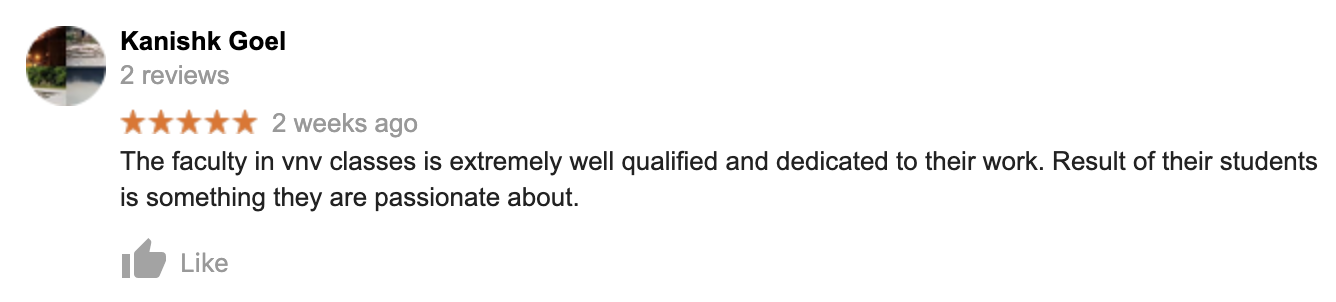 Kanishk Goel
2 reviews
2 weeks ago
The faculty in vnv classes is extremely well qualified and dedicated to their work. Result of their students
is something they are passionate about.
Like